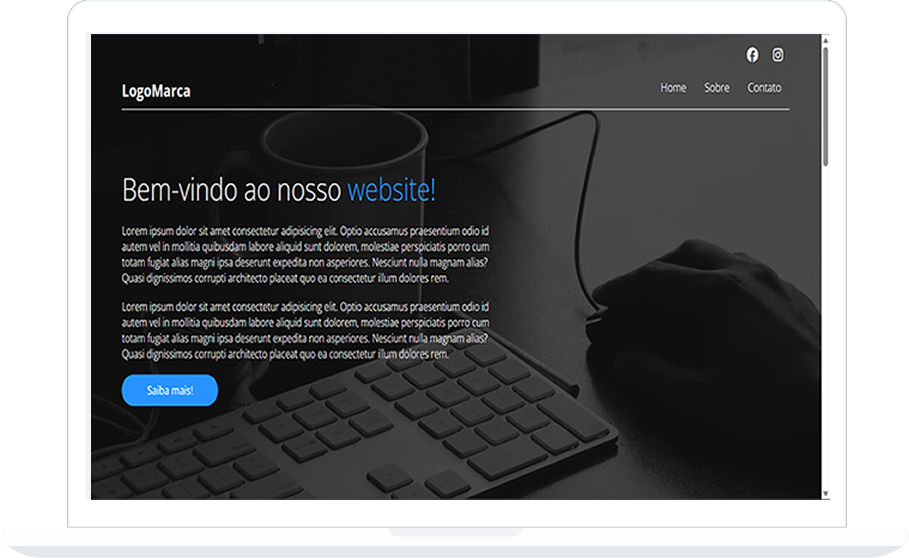 LogoMarca
Home Sobre Contato
Bem-vindo ao nosso website!
Lorem ipsum dolor sit amet consectetur adipisicing elit. Optio accusamus praesentium odio id
autem vel in mollitia quibusdam labore aliquid sunt dolorem, molestiae perspiciatis porro cum
totam fugiat alias magni ipsa deserunt expedita non asperiores. Nesciunt nulla magnam alias?
Quasi dignissimos corrupti architecto placeat quo ea consectetur illum dolores rem.
Lorem ipsum dolor sit amet consectetur adipisicing elit. Optio accusamus praesentium odio id
autem vel in mollitia quibusdam labore aliquid sunt dolorem, molestiae perspiciatis porro cum
totam fugiat alias magni ipsa deserunt expedita non asperiores. Nesciunt nulla magnam alias?
Quasi dignissimos corrupti architecto placeat quo ea consectetur illum dolores rem.
Saiba mais!